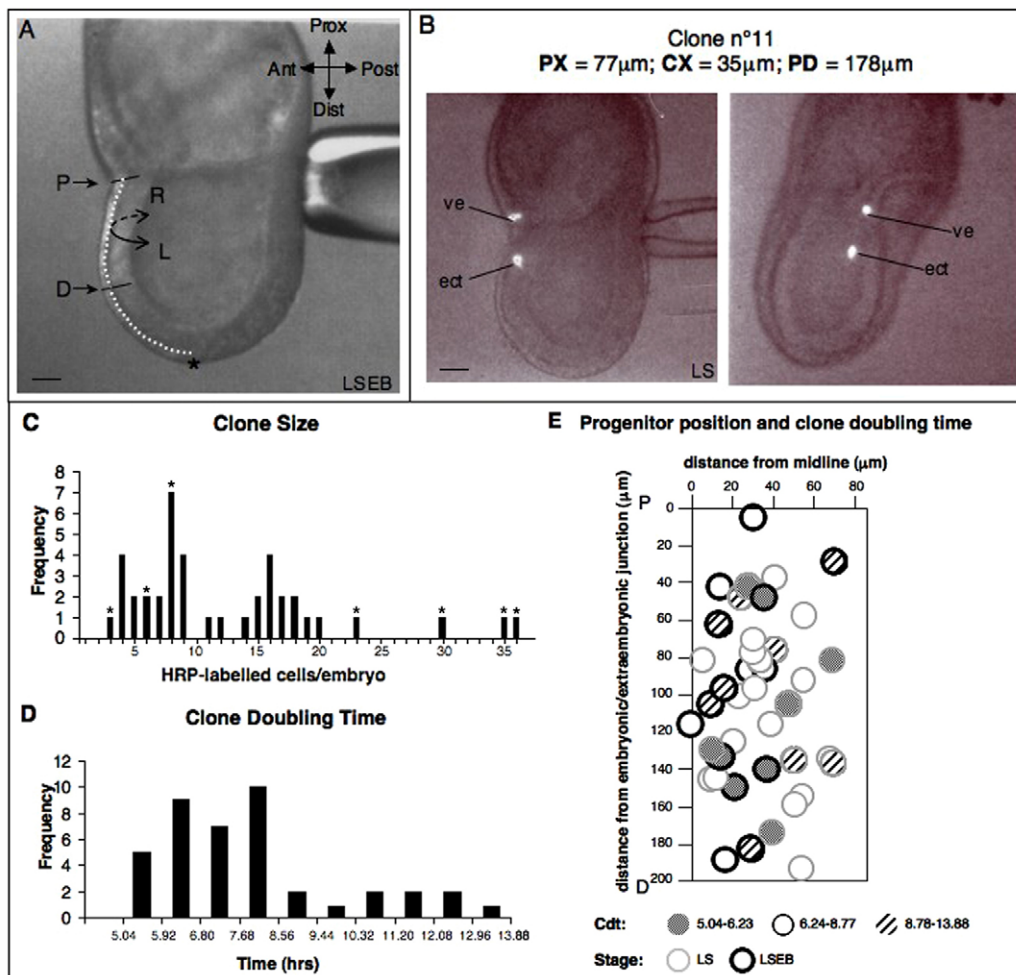 A
Prox
Ant
Post
Dist
P
R
L
D
*
LSEB
B
Clone n°11
PX = 77μm; CX = 35μm; PD = 178μm
ve
ect
LS
ve
ect
C
Clone Size
Frequency
8
7
6
5
4
3
2
1
0
* * * * * * *
5 10 15 20 25 30 35
HRP-labelled cells/embryo
D
Clone Doubling Time
Frequency
12
10
8
6
4
2
0
5.04 5.92 6.80 7.68 8.56 9.44 10.32 11.20 12.08 12.96 13.88
Time (hrs)
E Progenitor position and clone doubling time
distance from midline (μm)
0 20 40 60 80
distance from embryonic/extraembryonic junction (μm)
P
0
20
40
60
80
100
120
140
160
180
200
D
Cdt: 5.04-6.23 6.24-8.77 8.78-13.88
Stage: LS LSEB